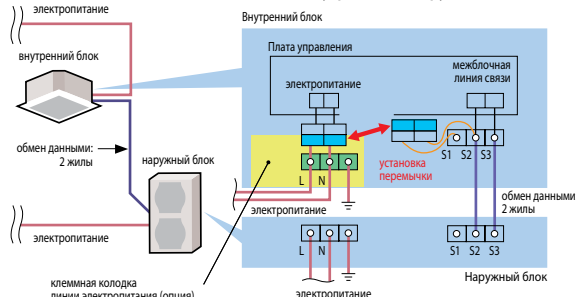 электропитание
Внутренний блок
Плата управления
внутренний блок
межблочная
линия связи
электропитание
обмен данными:
2 жилы
наружный блок
S1 S2 S3
установка
перемычки
L N
обмен данными
2 жилы
электропитание
электропитание
L N
S1 S2 S3
Наружный блок
клеммная колодка
линии электропитания (опция)
электропитание